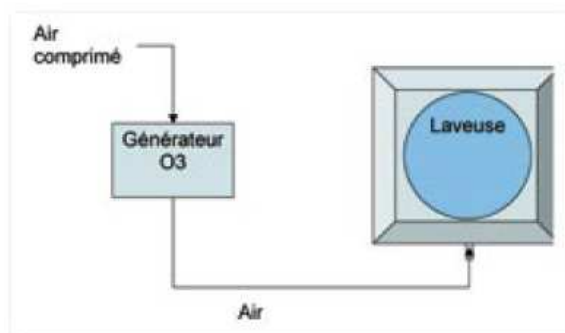 Air
comprimé
Générateur
O3
Laveuse
Air